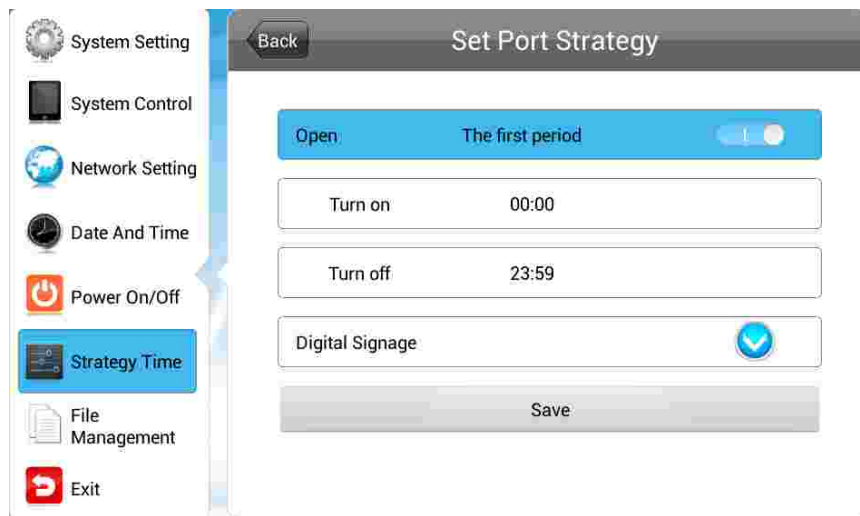 System Setting
System Control
Network Setting
Date And Time
Power On/Off
Strategy Time
File
Management
Exit
Back
Set Port Strategy
Open The first period
Turn on 00:00
Turn off 23:59
Digital Signage
Save